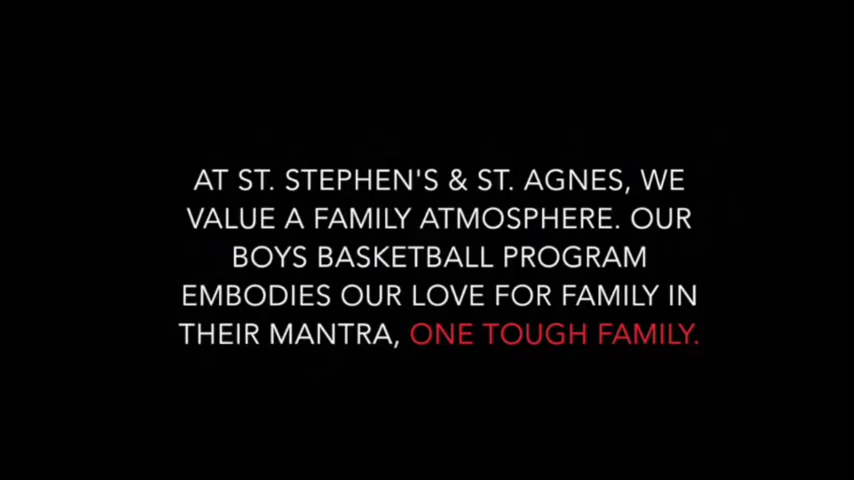 AT ST. STEPHEN'S & ST. AGNES, WE
VALUE A FAMILY ATMOSPHERE. OUR
BOYS BASKETBALL PROGRAM
EMBODIES OUR LOVE FOR FAMILY IN
THEIR MANTRA, ONE TOUGH FAMILY.